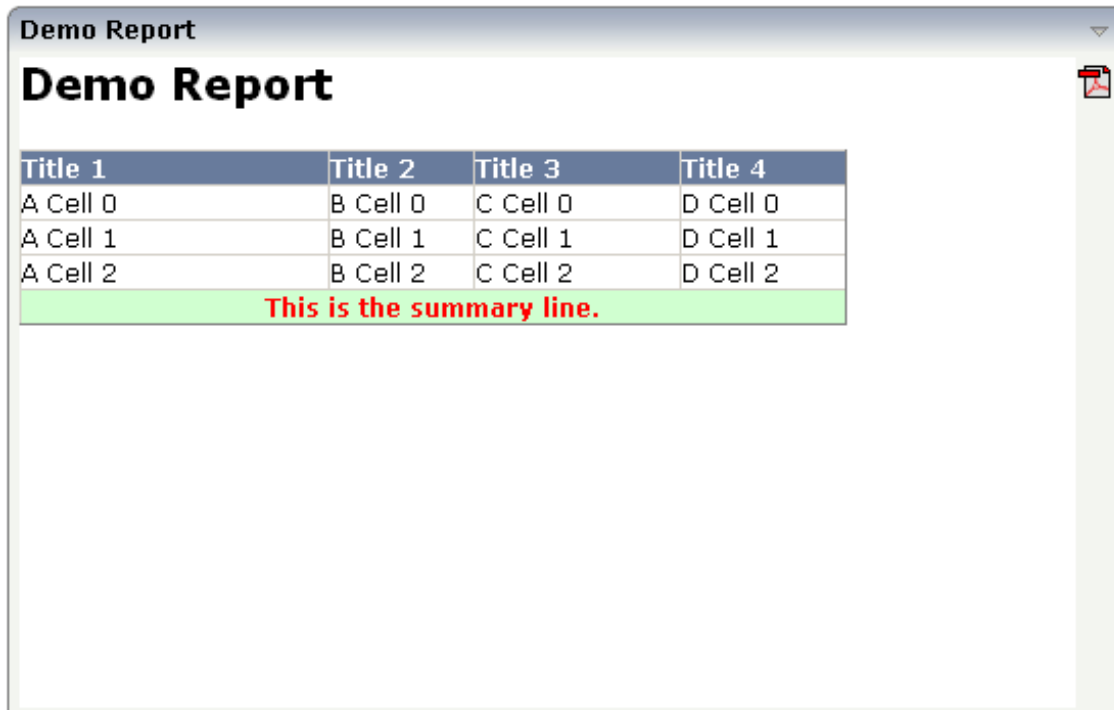 Demo Report
Demo Report
Title 1 Title 2 Title 3 Title 4
A Cell 0 B Cell 0 C Cell 0 D Cell 0
A Cell 1 B Cell 1 C Cell 1 D Cell 1
A Cell 2 B Cell 2 C Cell 2 D Cell 2
This is the summary line.